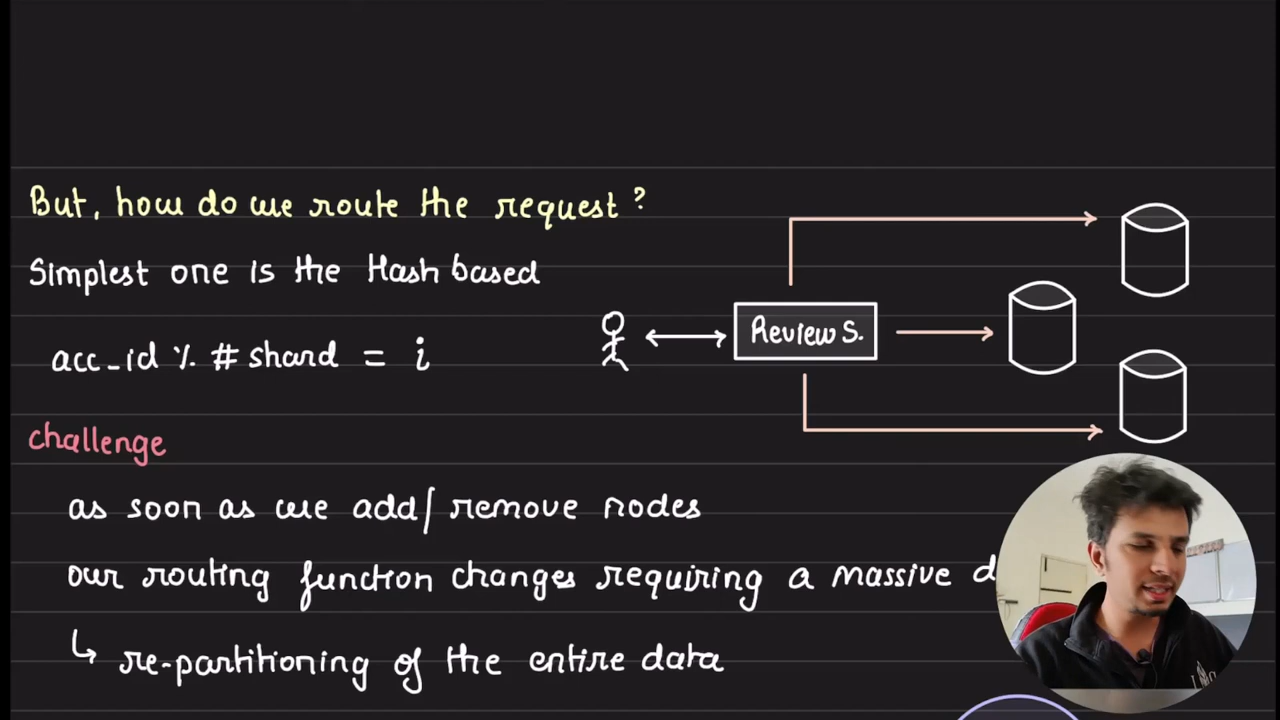 But, how do we route the request?
Simplest one is the Hash based
acc_id % # shard = i
Review S.
challenge
as soon as we add/remove nodes
our routing function changes requiring a massive d
↳ re-partitioning of the entire data